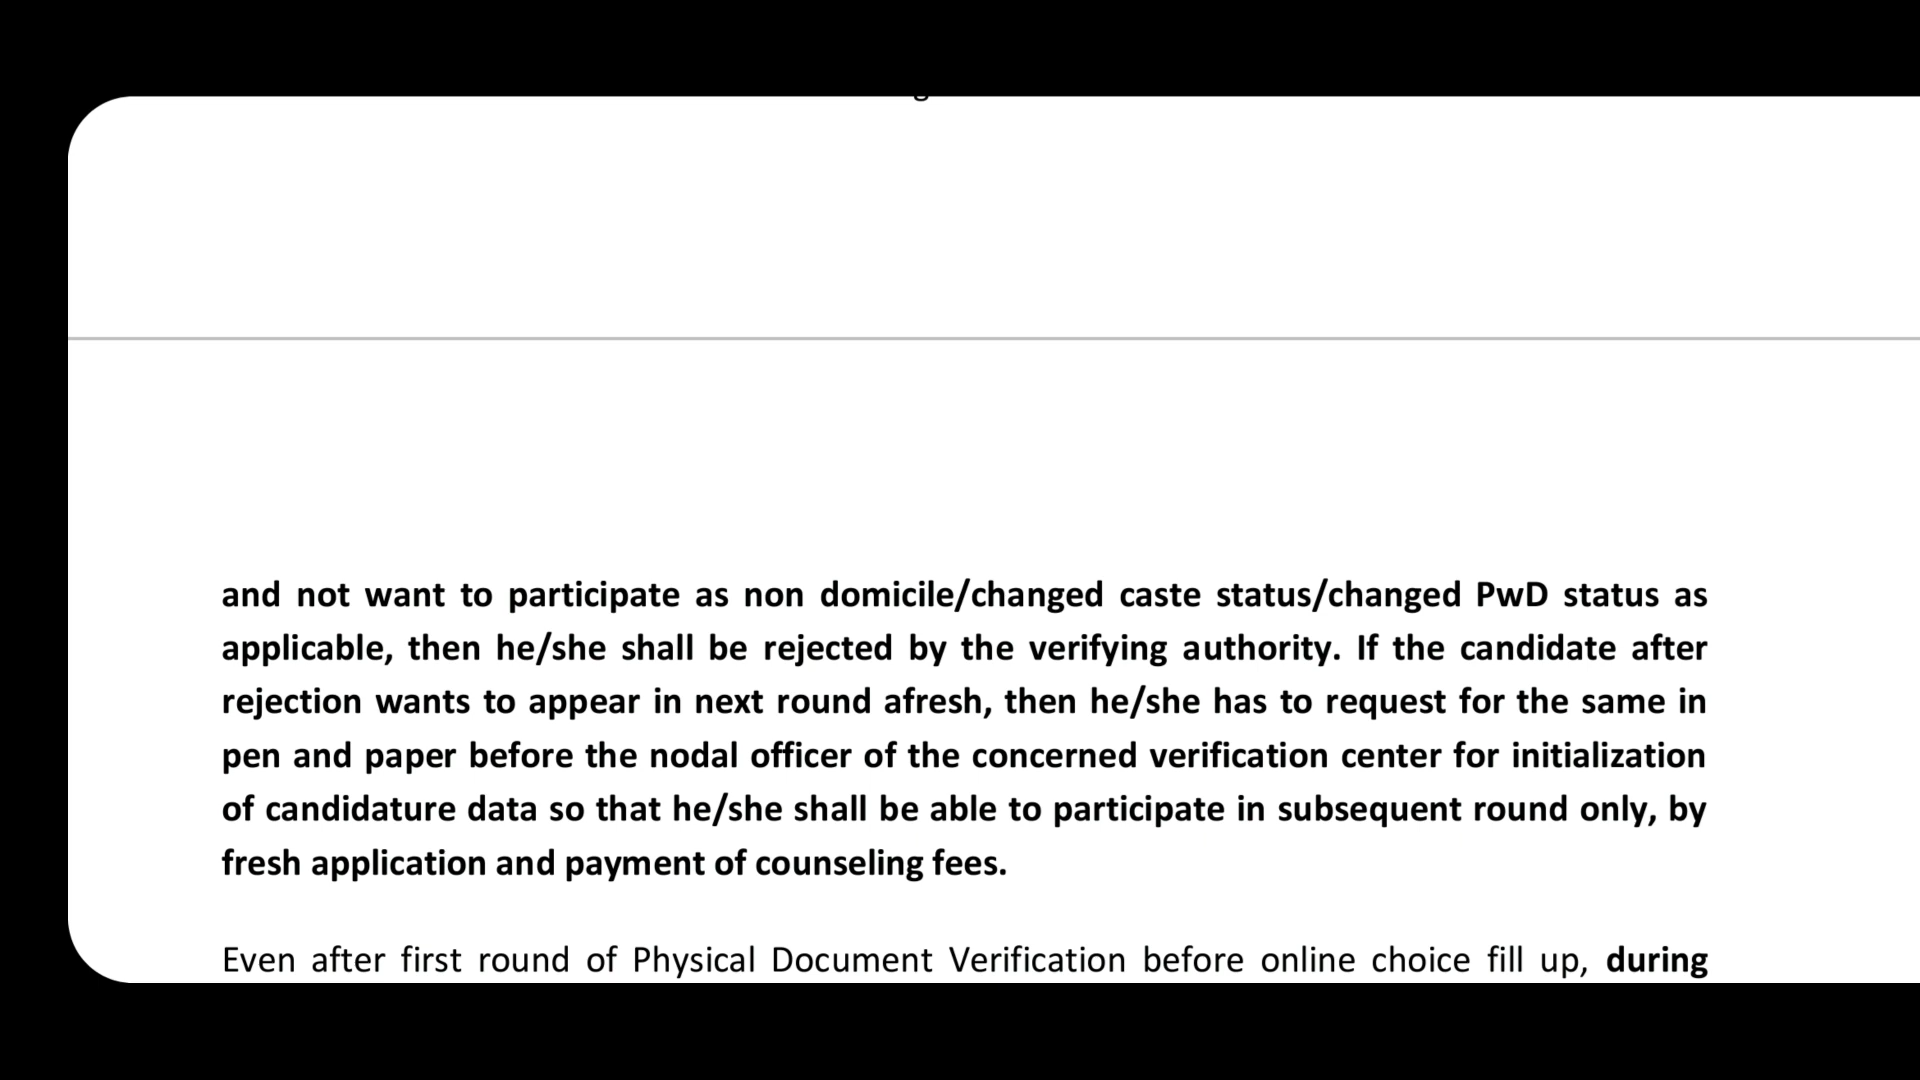 and not want to participate as non domicile/changed caste status/changed PwD status as
applicable, then he/she shall be rejected by the verifying authority. If the candidate after
rejection wants to appear in next round afresh, then he/she has to request for the same in
pen and paper before the nodal officer of the concerned verification center for initialization
of candidature data so that he/she shall be able to participate in subsequent round only, by
fresh application and payment of counseling fees.
Even after first round of Physical Document Verification before online choice fill up, during